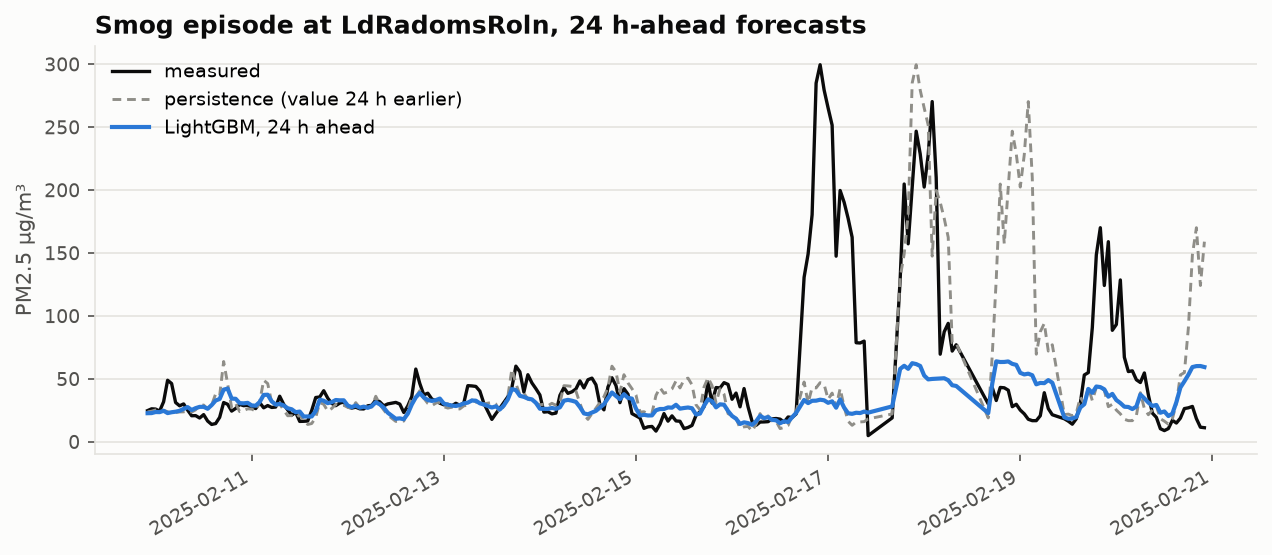 Smog episode at LdRadomsRoln, 24 h-ahead forecasts
measured
persistence (value 24 h earlier)
LightGBM, 24 h ahead
PM2.5 µg/m³
300
250
200
150
100
50
0
2025-02-11
2025-02-13
2025-02-15
2025-02-17
2025-02-19
2025-02-21